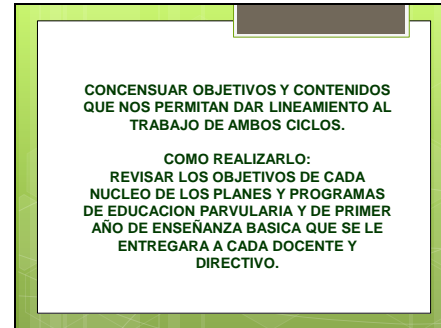 CONCENSUAR OBJETIVOS Y CONTENIDOS
QUE NOS PERMITAN DAR LINEAMIENTO AL
TRABAJO DE AMBOS CICLOS.
COMO REALIZARLO:
REVISAR LOS OBJETIVOS DE CADA
NUCLEO DE LOS PLANES Y PROGRAMAS
DE EDUCACION PARVULARIA Y DE PRIMER
AÑO DE ENSEÑANZA BASICA QUE SE LE
ENTREGARA A CADA DOCENTE Y
DIRECTIVO.